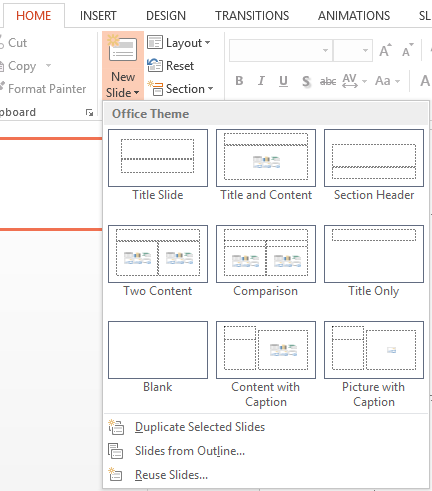 HOME INSERT DESIGN TRANSITIONS ANIMATIONS SL
Cut
Copy
Format Painter
pboard
New
Slide
Layout
Reset
Section
B I U S abc AV Aa A
A A
Office Theme
Title Slide
Title and Content
Section Header
Two Content
Comparison
Title Only
Blank
Content with
Caption
Picture with
Caption
Duplicate Selected Slides
Slides from Outline...
Reuse Slides...